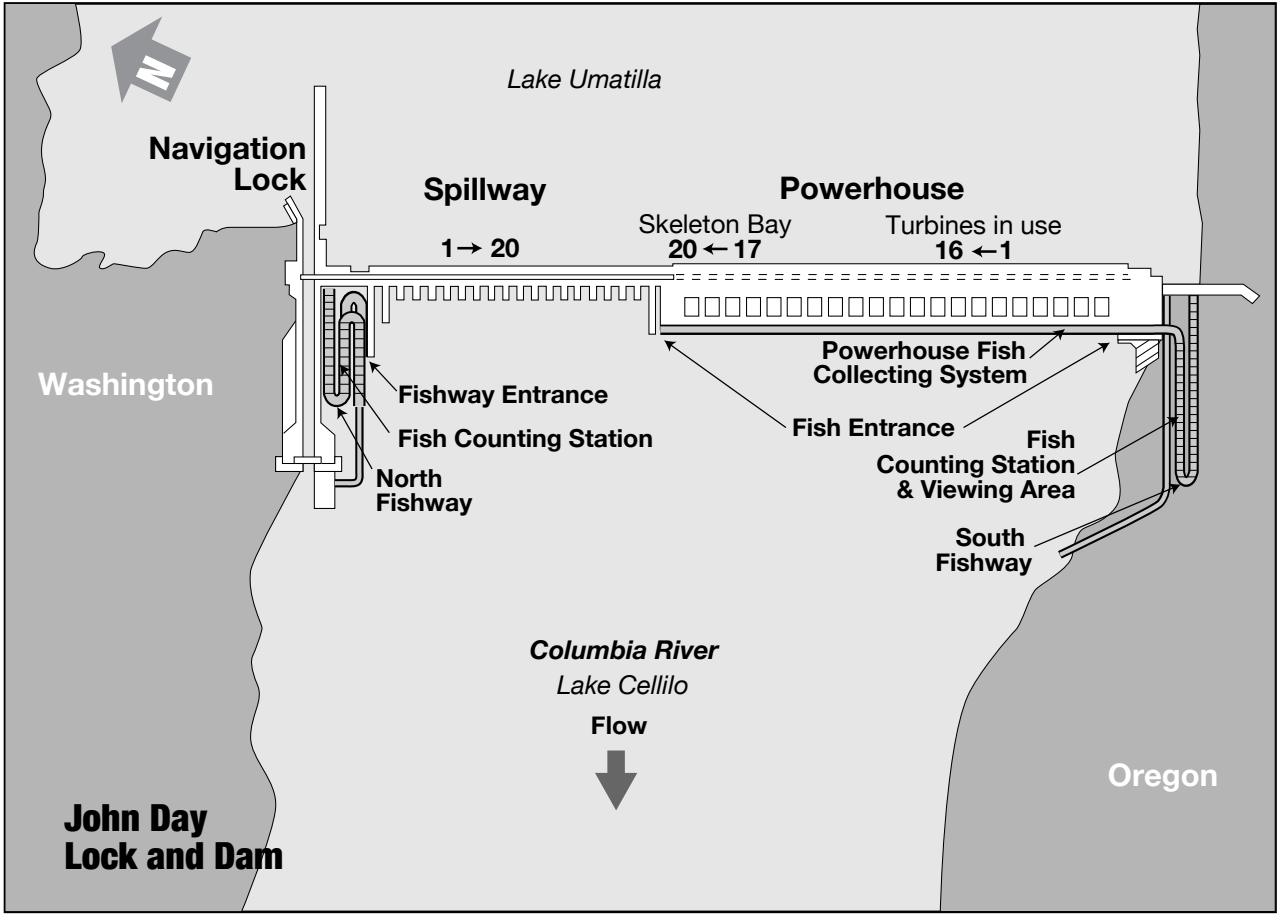 N
Lake Umatilla
Navigation
Lock
Spillway
1→ 20
Powerhouse
Skeleton Bay
20 ← 17
Turbines in use
16 ←1
Washington
Powerhouse Fish
Collecting System
Fishway Entrance
Fish Entrance
Fish Counting Station
Fish
Counting Station
& Viewing Area
North
Fishway
South
Fishway
Columbia River
Lake Cellilo
Flow
Oregon
John Day
Lock and Dam